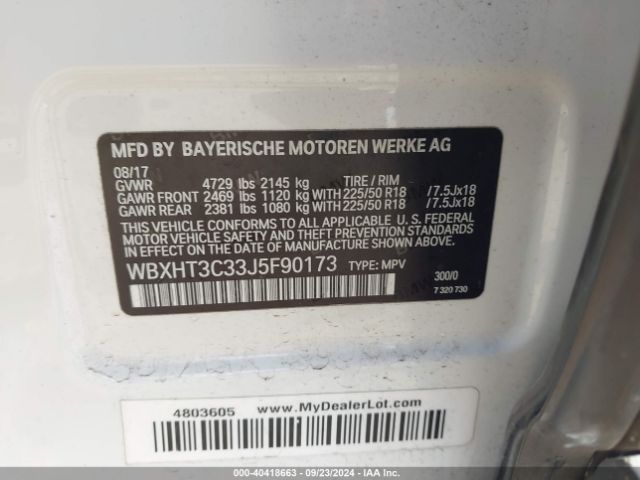 MFD BY BAYERISCHE MOTOREN WERKE AG
08/17
GVWR 4729 lbs 2145 kg TIRE / RIM
GAWR FRONT 2469 lbs 1120 kg WITH 225/50 R18 /7.5Jx18
GAWR REAR 2381 lbs 1080 kg WITH 225/50 R18 /7.5Jx18
THIS VEHICLE CONFORMS TO ALL APPLICABLE U. S. FEDERAL
MOTOR VEHICLE SAFETY, BUMPER, AND THEFT PREVENTION
STANDARDS IN EFFECT ON THE DATE OF MANUFACTURE SHOWN ABOVE.
WBXHT3C33J5F90173 TYPE: MPV 300/0
7 320 730
4803605 www.MyDealerLot.com
000-40418663 - 09/23/2024 - IAA Inc.